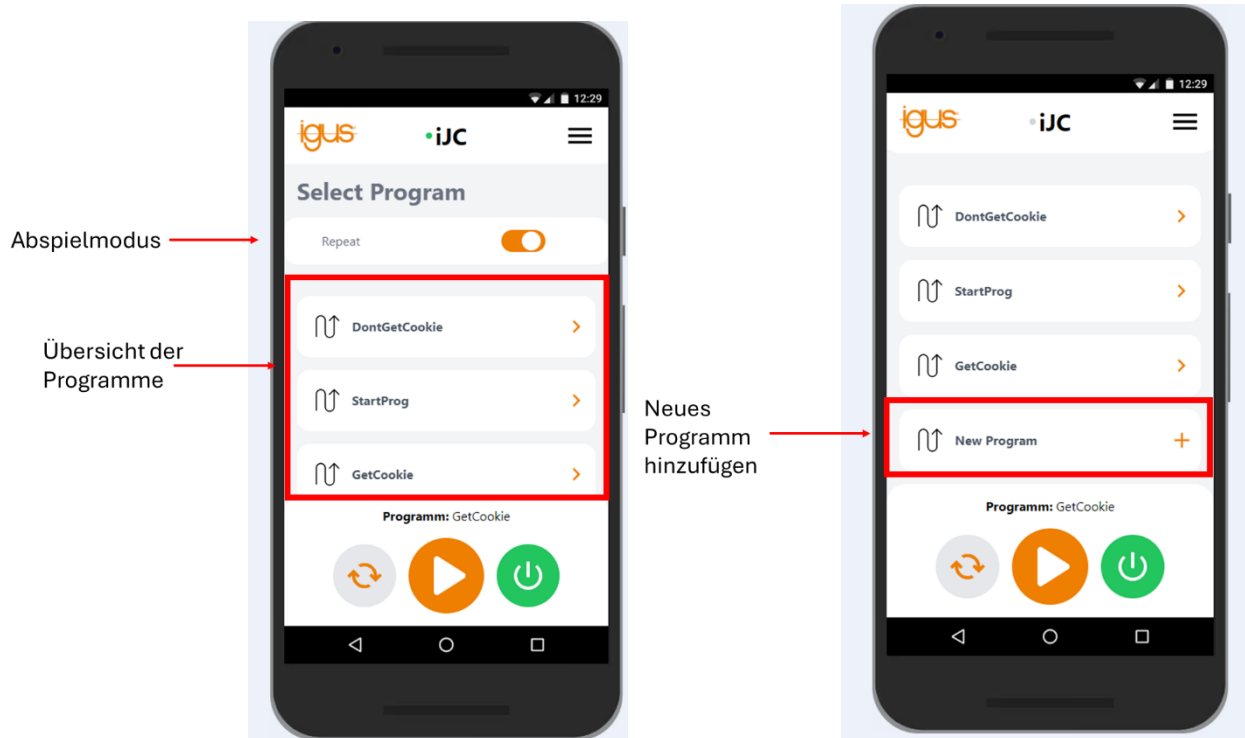 12:29
igus
iJC
Select Program
Abspielmodus
Repeat
Übersicht der
Programme
DontGetCookie
StartProg
GetCookie
Programm: GetCookie
12:29
igus
iJC
DontGetCookie
StartProg
GetCookie
Neues
Programm
hinzufügen
New Program
Programm: GetCookie